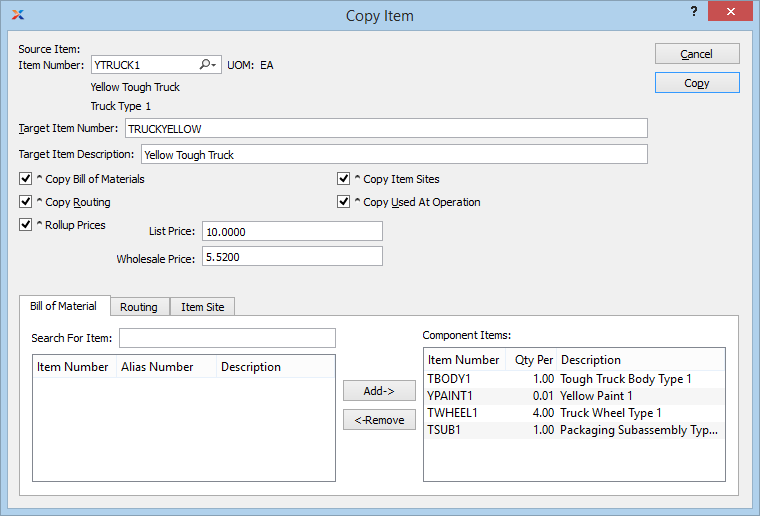 Copy Item
?
Source Item:
Item Number: YTRUCK1 UOM: EA
Cancel
Yellow Tough Truck
Copy
Truck Type 1
Target Item Number: TRUCKYELLOW
Target Item Description: Yellow Tough Truck
^ Copy Bill of Materials ^ Copy Item Sites
^ Copy Routing ^ Copy Used At Operation
^ Rollup Prices List Price: 10.0000
Wholesale Price: 5.5200
Bill of Material Routing Item Site
Search For Item: Component Items:
Item Number Alias Number Description
Item Number Qty Per Description
TBODY1 1.00 Tough Truck Body Type 1
YPAINT1 0.01 Yellow Paint 1
TWHEEL1 4.00 Truck Wheel Type 1
TSUB1 1.00 Packaging Subassembly Typ...
Add->
<-Remove